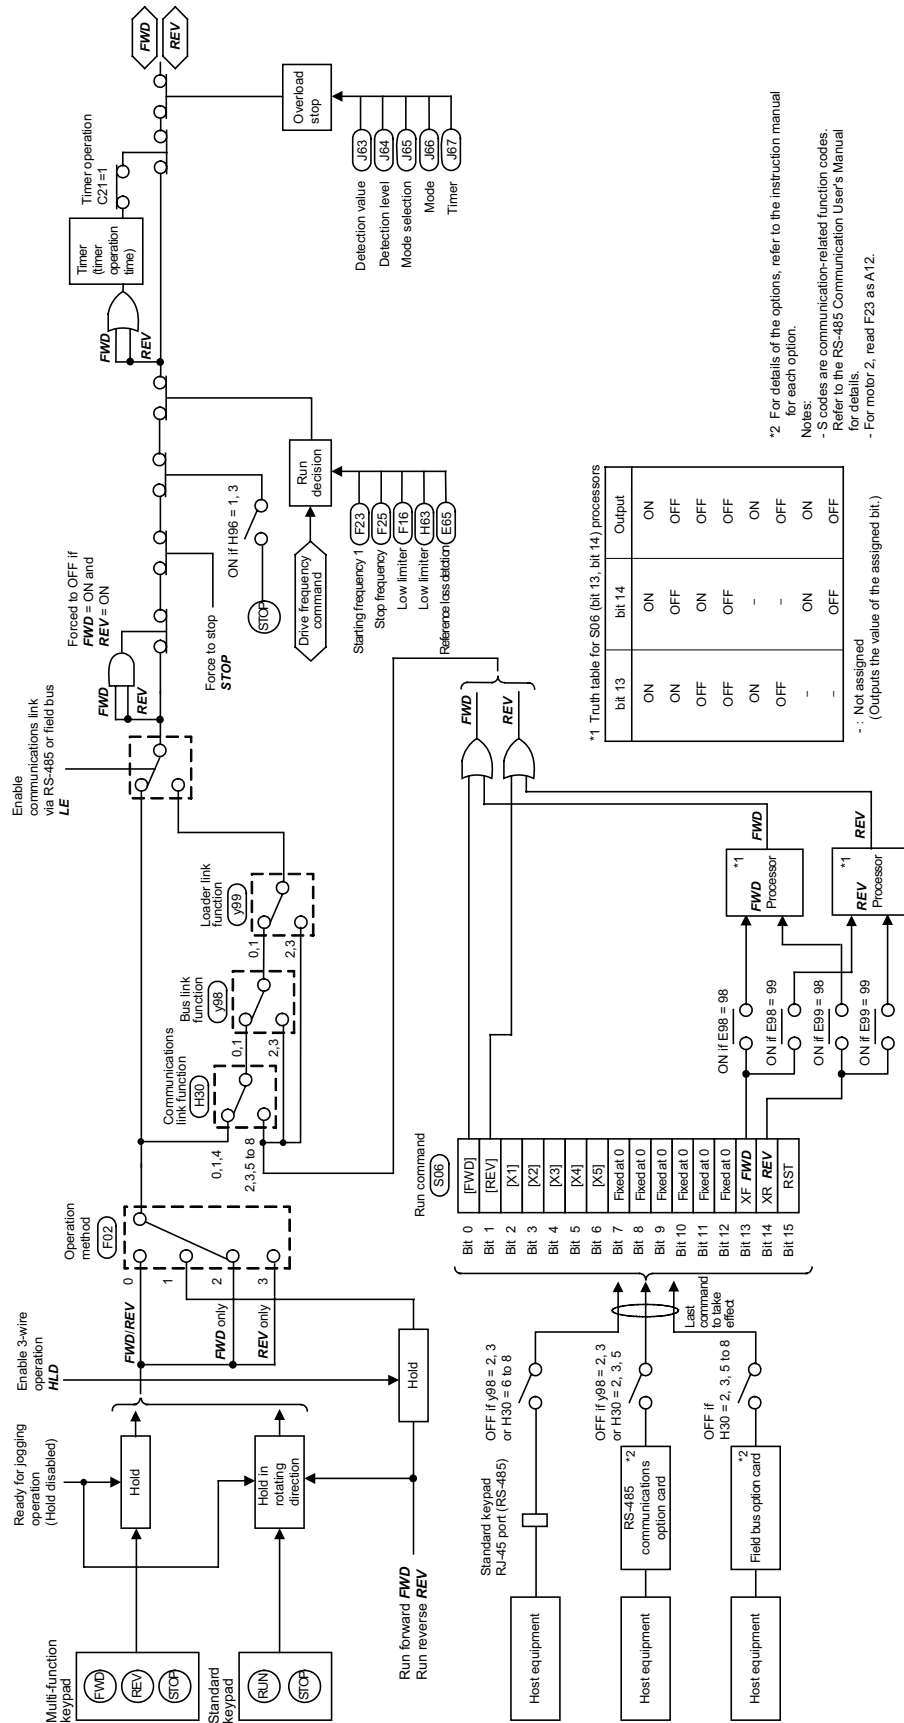 Multi-function
keypad
FWD
REV
STOP
Standard
keypad
RUN
STOP
Ready for jogging
operation
(Hold disabled)
Hold
Hold in
rotating
direction
Run forward FWD
Run reverse REV
Enable 3-wire
operation
HLD
Hold
FWD/REV
FWD only
REV only
Operation
method
F02
0
1
2
3
Communications
link function
H30
0,1,4
2,3,5 to 8
Bus link
function
y98
0,1
2,3
Loader link
function
y99
0,1
2,3
Enable
communications link
via RS-485 or field bus
LE
FWD
REV
Forced to OFF if
FWD = ON and
REV = ON
Force to stop
STOP
STOP
ON if H96 = 1, 3
Drive frequency
command
Run
decision
Starting frequency 1
F23
Stop frequency
F25
Low limiter
F16
Low limiter
H63
Reference loss detction
E65
FWD
REV
Timer
(timer
operation
time)
Timer operation
C21=1
Overload
stop
Detection value
J63
Detection level
J64
Mode selection
J65
Mode
J66
Timer
J67
FWD
REV
Host equipment
Standard keypad
RJ-45 port (RS-485)
OFF if y98 = 2, 3
or H30 = 6 to 8
Host equipment
*2
RS-485
communications
option card
OFF if y98 = 2, 3
or H30 = 2, 3, 5
Host equipment
*2
Field bus option card
OFF if
H30 = 2, 3, 5 to 8
Last
command
to take
effect
Run command
S06
Bit 0 [FWD]
Bit 1 [REV]
Bit 2 [X1]
Bit 3 [X2]
Bit 4 [X3]
Bit 5 [X4]
Bit 6 [X5]
Bit 7 Fixed at 0
Bit 8 Fixed at 0
Bit 9 Fixed at 0
Bit 10 Fixed at 0
Bit 11 Fixed at 0
Bit 12 Fixed at 0
Bit 13 XF FWD
Bit 14 XR REV
Bit 15 RST
ON if E98 = 98
ON if E98 = 99
ON if E99 = 98
ON if E99 = 99
*1
FWD
Processor
*1
REV
Processor
FWD
REV
FWD
REV
*1 Truth table for S06 (bit 13, bit 14) processors
bit 13 bit 14 Output
ON ON ON
ON OFF OFF
OFF ON OFF
OFF OFF OFF
ON – ON
OFF – OFF
– ON ON
– OFF OFF
- : Not assigned
(Outputs the value of the assigned bit.)
*2 For details of the options, refer to the instruction manual
for each option.
Notes:
- S codes are communication-related function codes.
Refer to the RS-485 Communication User's Manual
for details.
- For motor 2, read F23 as A12.